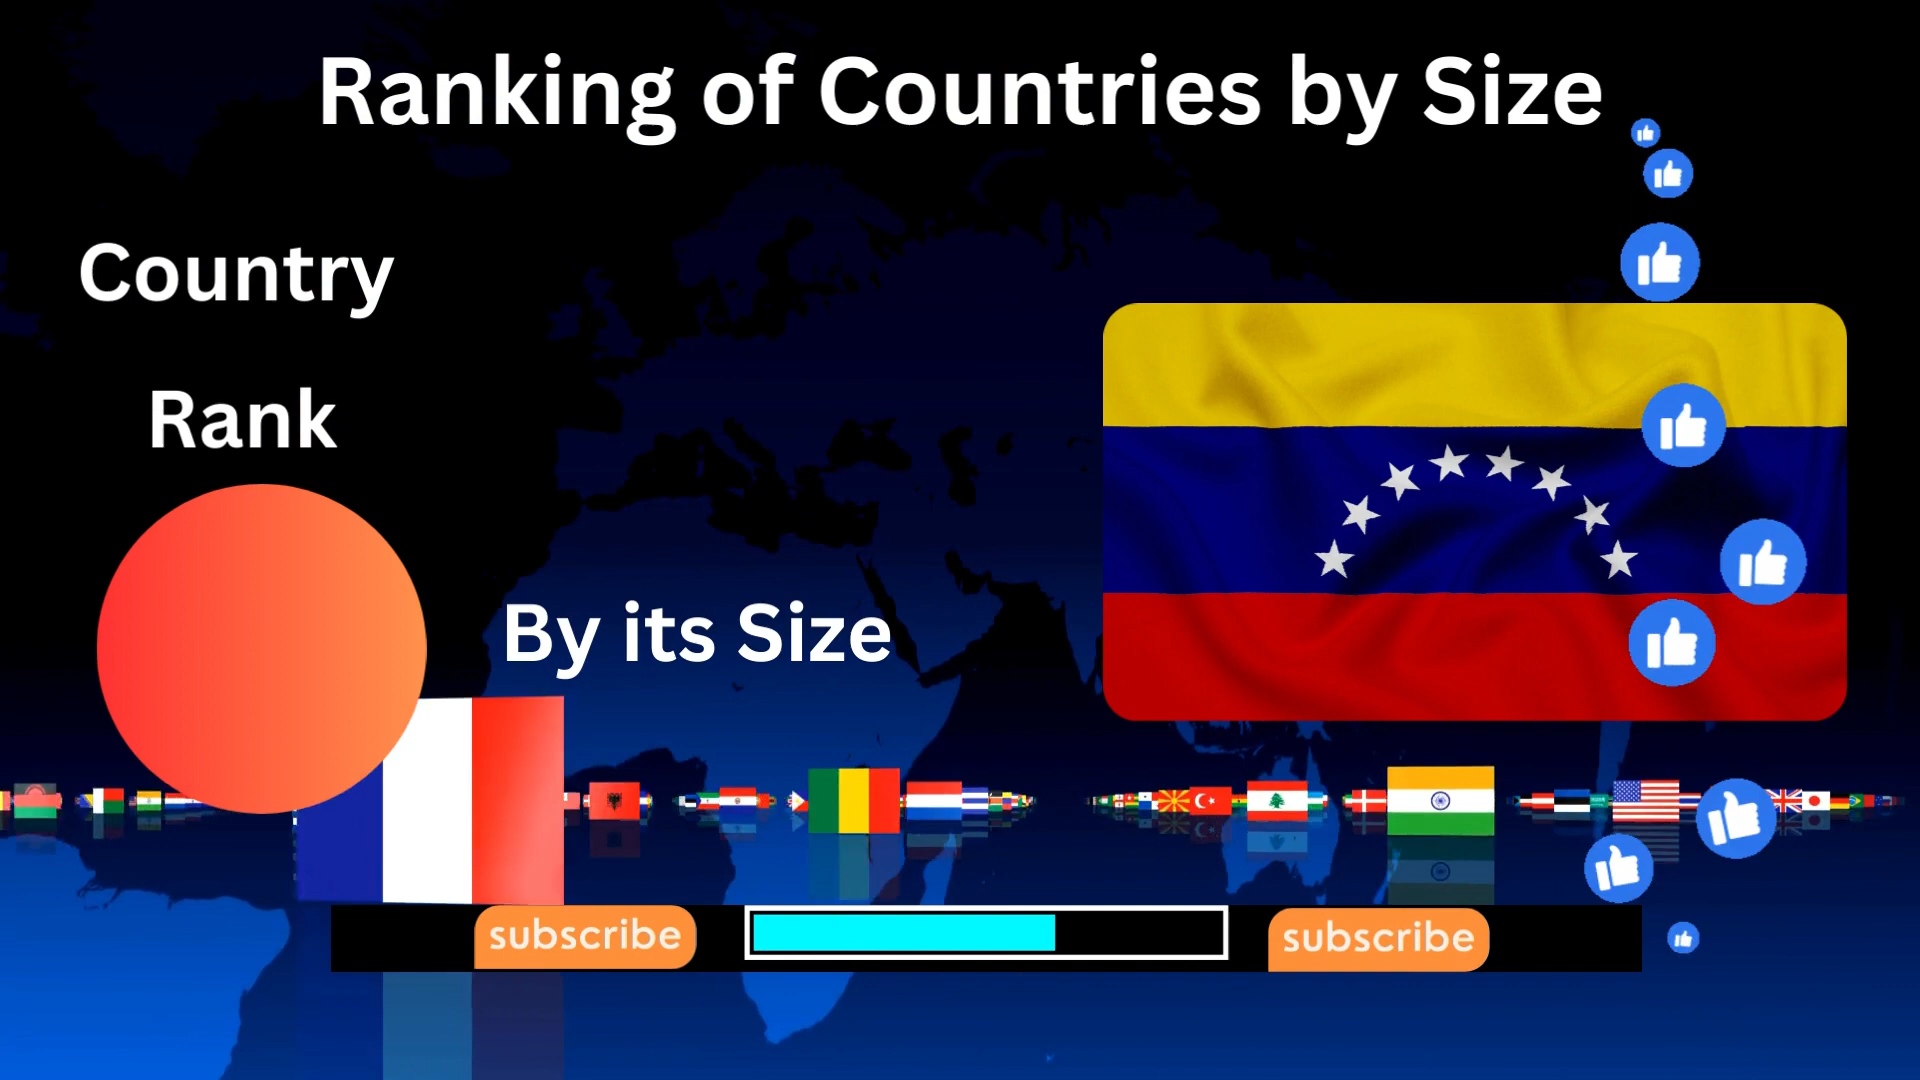 Ranking of Countries by Size
Country
Rank
By its Size
subscribe
subscribe